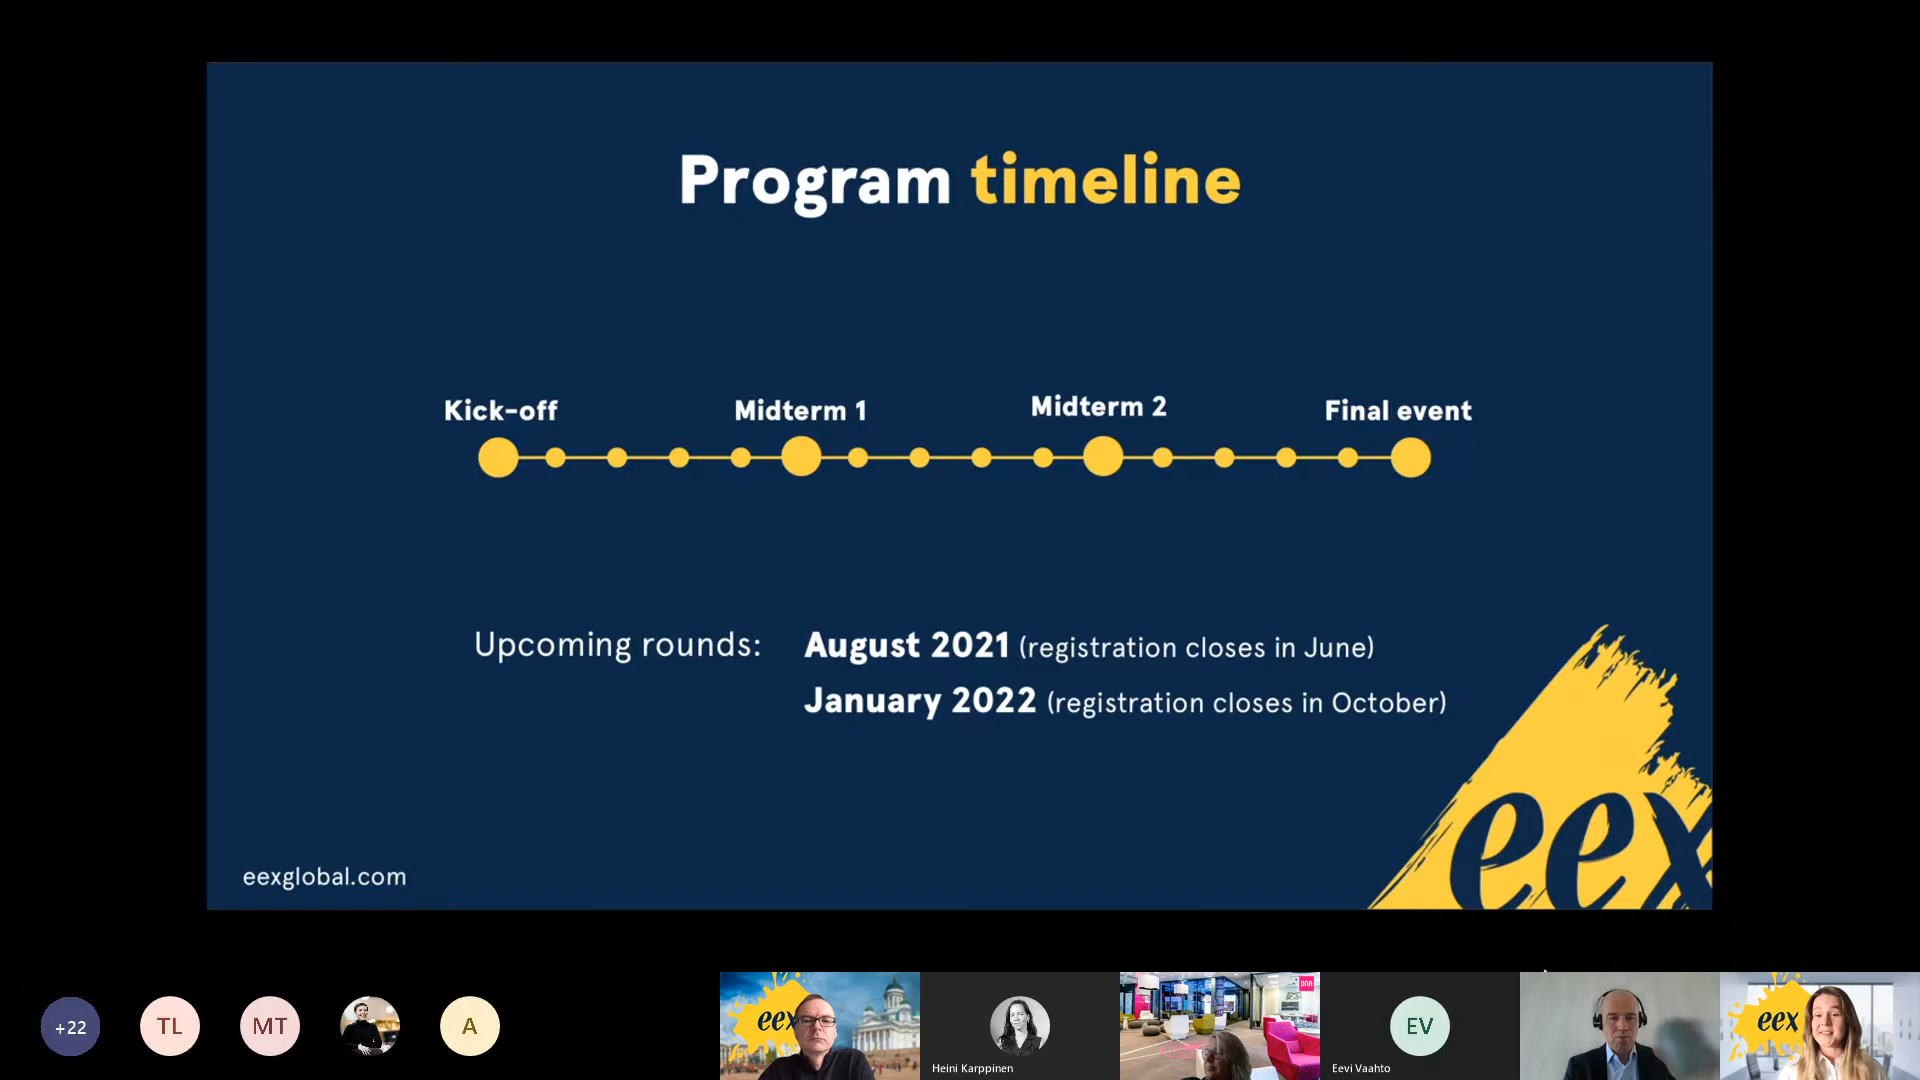 Program timeline
Kick-off
Midterm 1
Midterm 2
Final event
Upcoming rounds:
August 2021 (registration closes in June)
January 2022 (registration closes in October)
eexglobal.com
eex
+22
TL
MT
A
eex
Heini Karppinen
DNA
EV
Eevi Vaahto
eex